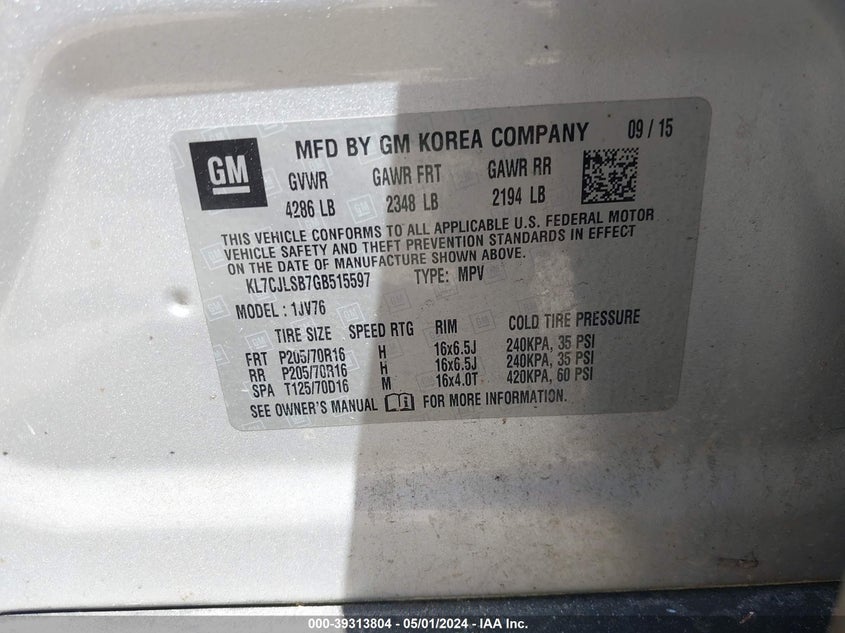 MFD BY GM KOREA COMPANY 09 / 15
GM
GVWR GAWR FRT GAWR RR
4286 LB 2348 LB 2194 LB
THIS VEHICLE CONFORMS TO ALL APPLICABLE U.S. FEDERAL MOTOR
VEHICLE SAFETY AND THEFT PREVENTION STANDARDS IN EFFECT
ON THE DATE OF MANUFACTURE SHOWN ABOVE.
KL7CJLSB7GB515597 TYPE: MPV
MODEL : 1JV76
TIRE SIZE SPEED RTG RIM COLD TIRE PRESSURE
FRT P205/70R16 H 16x6.5J 240KPA, 35 PSI
RR P205/70R16 H 16x6.5J 240KPA, 35 PSI
SPA T125/70D16 M 16x4.0T 420KPA, 60 PSI
SEE OWNER'S MANUAL FOR MORE INFORMATION.
000-39313804 - 05/01/2024 - IAAI.com